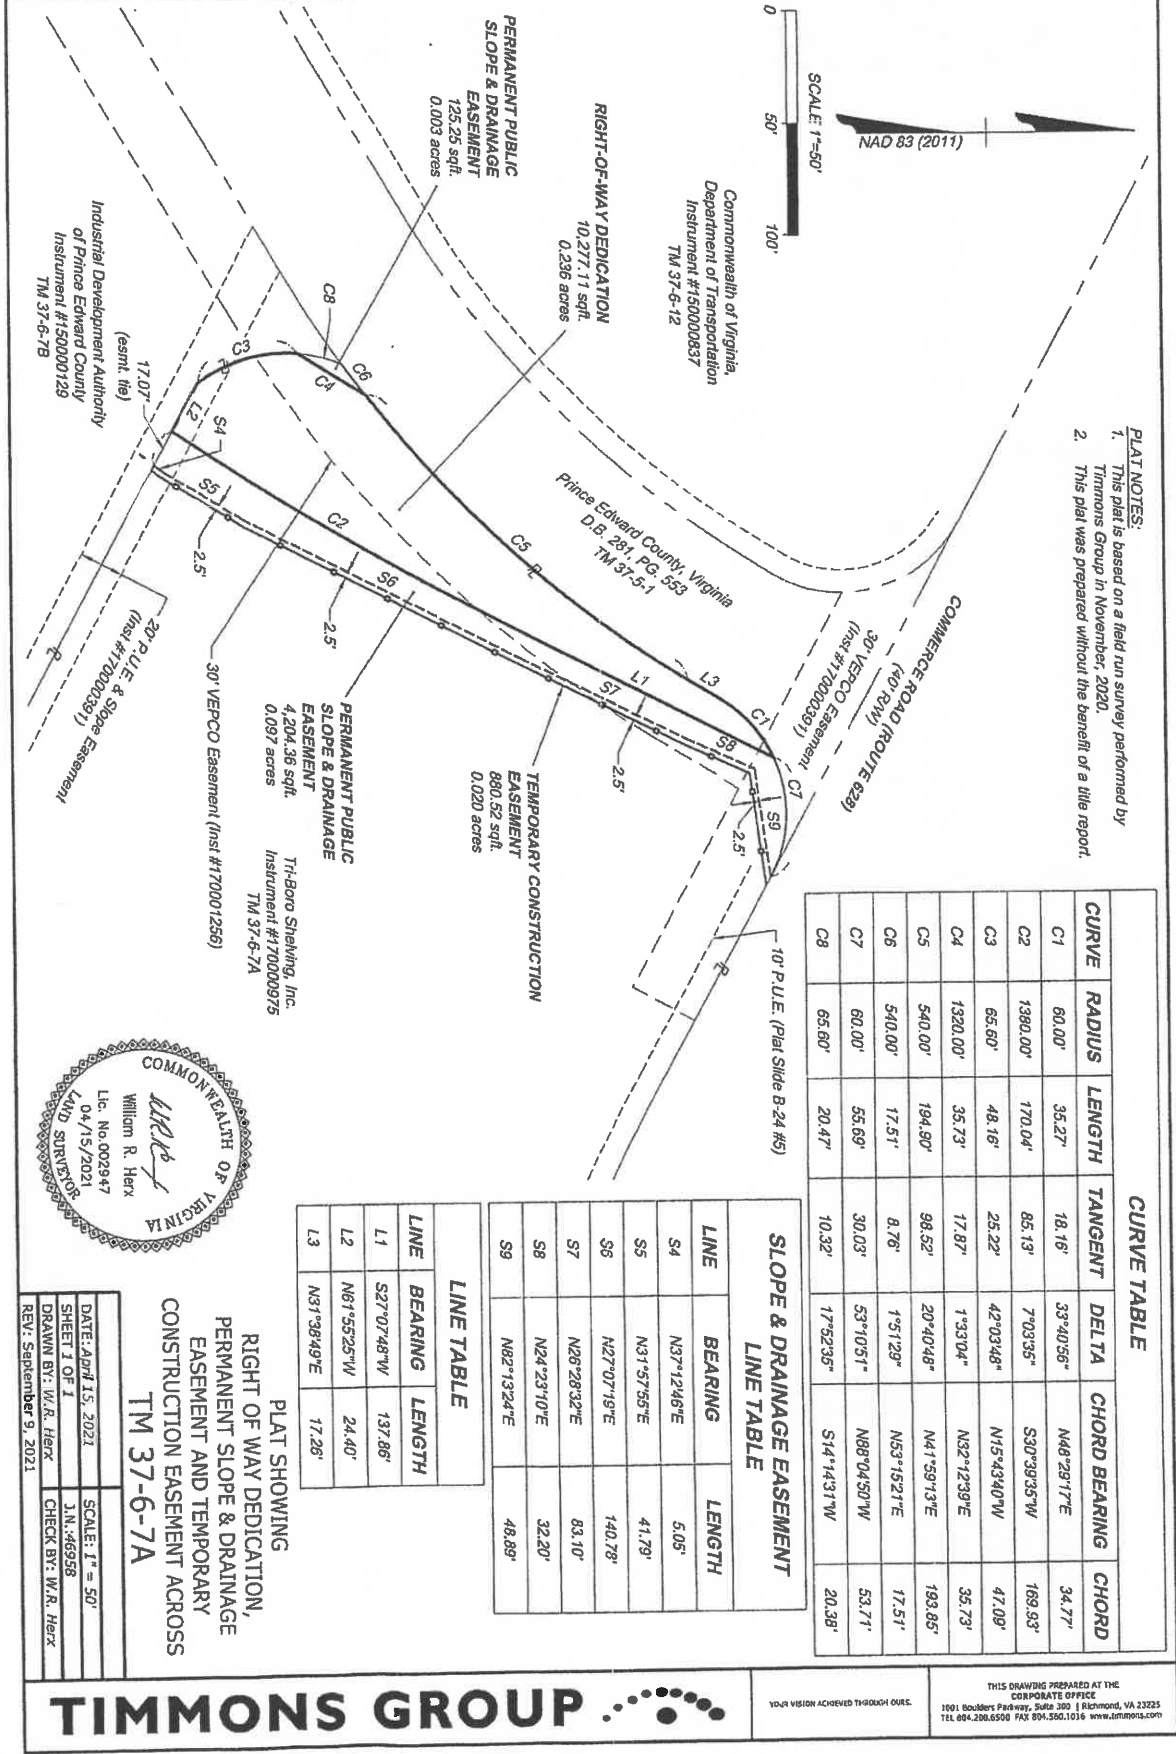 PLAT NOTES:
1. This plat is based on a field run survey performed by
Timmons Group in November, 2020.
2. This plat was prepared without the benefit of a title report.
NAD 83 (2011)
SCALE 1"=50'
0 50' 100'
Commonwealth of Virginia,
Department of Transportation
Instrument #150000837
TM 37-6-12
RIGHT-OF-WAY DEDICATION
10,277.11 sqft.
0.236 acres
PERMANENT PUBLIC
SLOPE & DRAINAGE
EASEMENT
125.25 sqft.
0.003 acres
COMMERCE ROAD (ROUTE 628)
(40' R/W)
30' VEPCO Easement
(Inst #170000391)
Prince Edward County, Virginia
D.B. 281, PG. 553
TM 37-5-1
C8
C6
C4
C3
C5
L3
C1
C7
L2
S4
S5
C2
S6
L1
S7
S8
S9
2.5'
2.5'
2.5'
2.5'
17.07'
(esmt. tie)
Industrial Development Authority
of Prince Edward County
Instrument #150000129
TM 37-6-7B
20' P.U.E. & Slope Easement
(Inst #170000391)
30' VEPCO Easement (Inst #170001256)
PERMANENT PUBLIC
SLOPE & DRAINAGE
EASEMENT
4,204.36 sqft.
0.097 acres
TEMPORARY CONSTRUCTION
EASEMENT
880.52 sqft.
0.020 acres
Tri-Boro Shelving, Inc.
Instrument #170000975
TM 37-6-7A
10' P.U.E. (Plat Slide B-24 #5)
CURVE TABLE
CURVE RADIUS LENGTH TANGENT DELTA CHORD BEARING CHORD
C1 60.00' 35.27' 18.16' 33°40'56" N48°29'17"E 34.77'
C2 1380.00' 170.04' 85.13' 7°03'35" S30°39'35"W 169.93'
C3 65.60' 48.16' 25.22' 42°03'48" N15°43'40"W 47.09'
C4 1320.00' 35.73' 17.87' 1°33'04" N32°12'39"E 35.73'
C5 540.00' 194.90' 98.52' 20°40'48" N41°59'13"E 193.85'
C6 540.00' 17.51' 8.76' 1°51'29" N53°15'21"E 17.51'
C7 60.00' 55.69' 30.03' 53°10'51" N88°04'50"W 53.71'
C8 65.60' 20.47' 10.32' 17°52'35" S14°14'31"W 20.38'
SLOPE & DRAINAGE EASEMENT
LINE TABLE
LINE BEARING LENGTH
S4 N37°12'46"E 5.05'
S5 N31°57'55"E 41.79'
S6 N27°07'19"E 140.78'
S7 N26°28'32"E 83.10'
S8 N24°23'10"E 32.20'
S9 N82°13'24"E 48.89'
LINE TABLE
LINE BEARING LENGTH
L1 S27°07'48"W 137.86'
L2 N61°55'25"W 24.40'
L3 N31°38'49"E 17.26'
COMMONWEALTH OF VIRGINIA
William R. Herx
Lic. No.002947
04/15/2021
LAND SURVEYOR
PLAT SHOWING
RIGHT OF WAY DEDICATION,
PERMANENT SLOPE & DRAINAGE
EASEMENT AND TEMPORARY
CONSTRUCTION EASEMENT ACROSS
TM 37-6-7A
DATE: April 15, 2021 SCALE: 1" = 50'
SHEET 1 OF 1 J.N.:46958
DRAWN BY: W.R. Herx CHECK BY: W.R. Herx
REV: September 9, 2021
TIMMONS GROUP
YOUR VISION ACHIEVED THROUGH OURS.
THIS DRAWING PREPARED AT THE
CORPORATE OFFICE
1001 Boulders Parkway, Suite 300 | Richmond, VA 23225
TEL 804.200.6500 FAX 804.560.1016 www.timmons.com